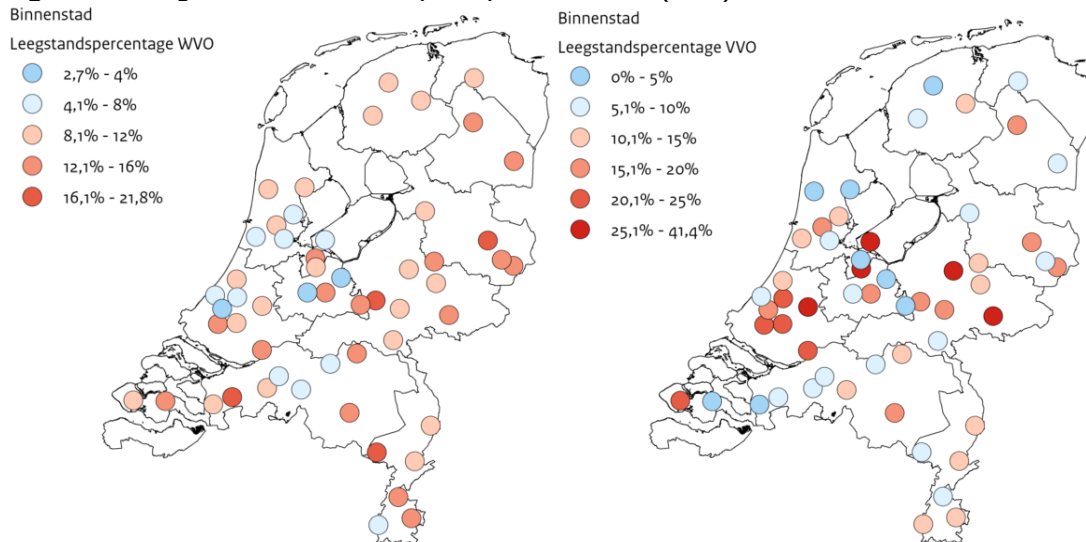 Binnenstad
Leegstandspercentage WVO
2,7% - 4%
4,1% - 8%
8,1% - 12%
12,1% - 16%
16,1% - 21,8%
Binnenstad
Leegstandspercentage VVO
0% - 5%
5,1% - 10%
10,1% - 15%
15,1% - 20%
20,1% - 25%
25,1% - 41,4%